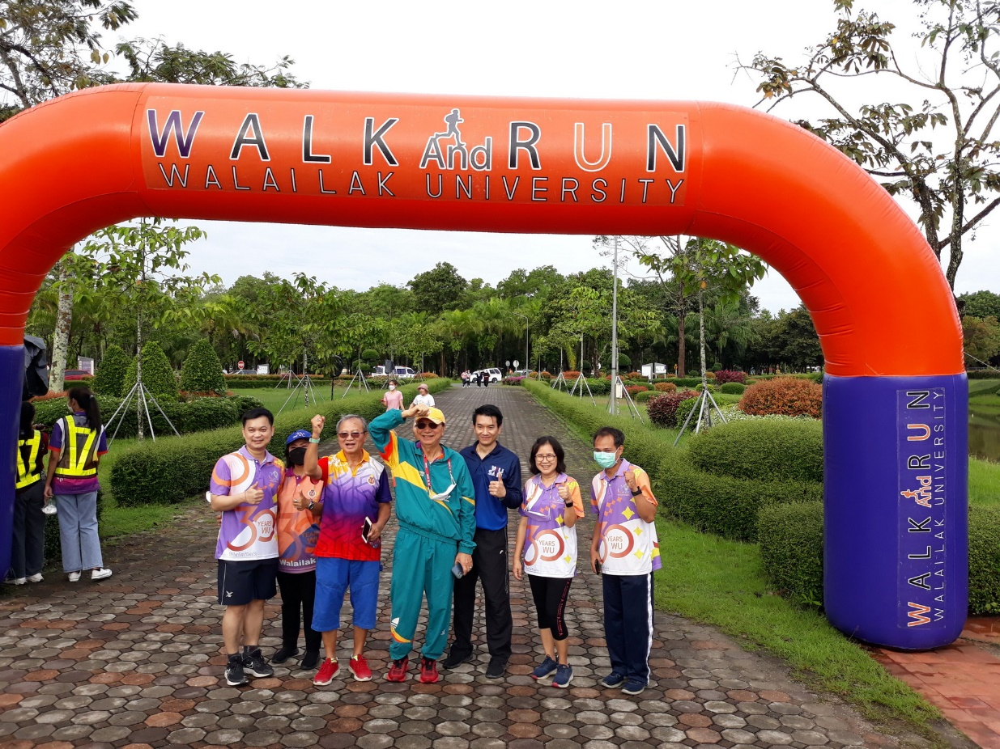 WALK And RUN
WALAILAK UNIVERSITY
30
YEARS
WU
Walailak
YEARS
WU
YEARS
WU
WALK And RUN
WALAILAK UNIVERSITY